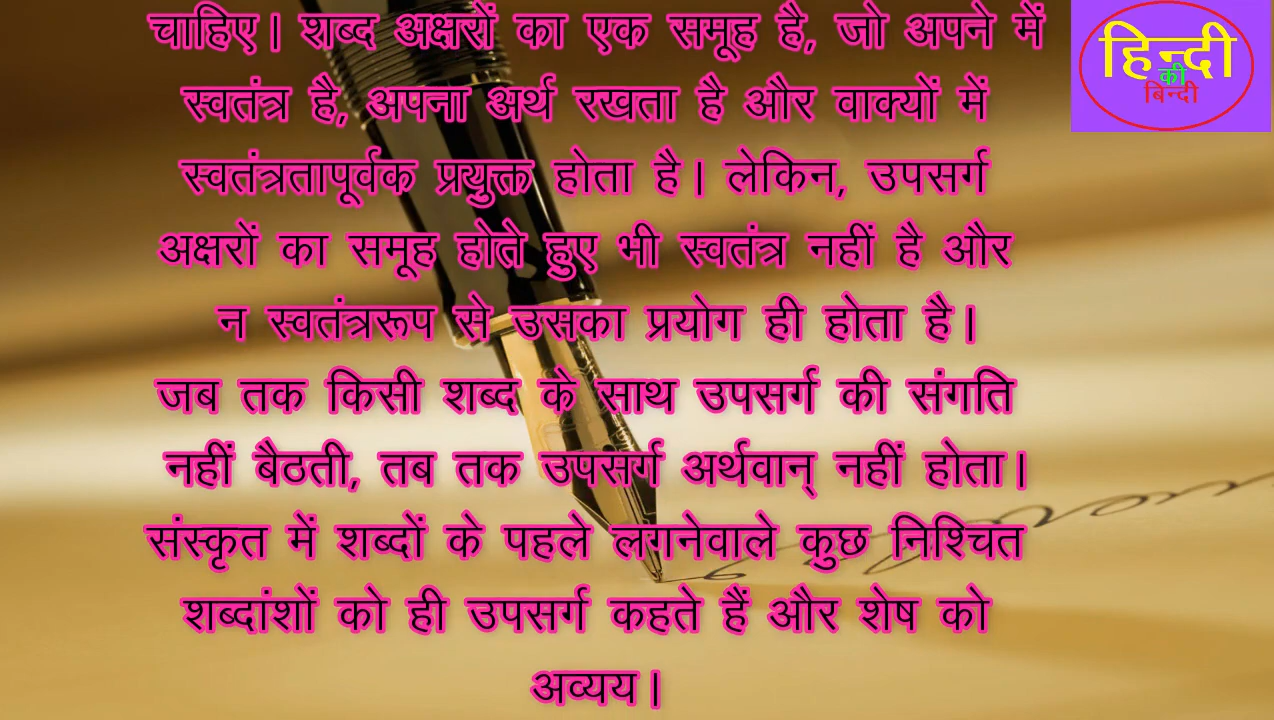 चाहिए। शब्द अक्षरों का एक समूह है, जो अपने में
स्वतंत्र है, अपना अर्थ रखता है और वाक्यों में
स्वतंत्रतापूर्वक प्रयुक्त होता है। लेकिन, उपसर्ग
अक्षरों का समूह होते हुए भी स्वतंत्र नहीं है और
न स्वतंत्ररूप से उसका प्रयोग ही होता है।
जब तक किसी शब्द के साथ उपसर्ग की संगति
नहीं बैठती, तब तक उपसर्ग अर्थवान् नहीं होता।
संस्कृत में शब्दों के पहले लगनेवाले कुछ निश्चित
शब्दांशों को ही उपसर्ग कहते हैं और शेष को
अव्यय।
हिन्दी
की
बिन्दी